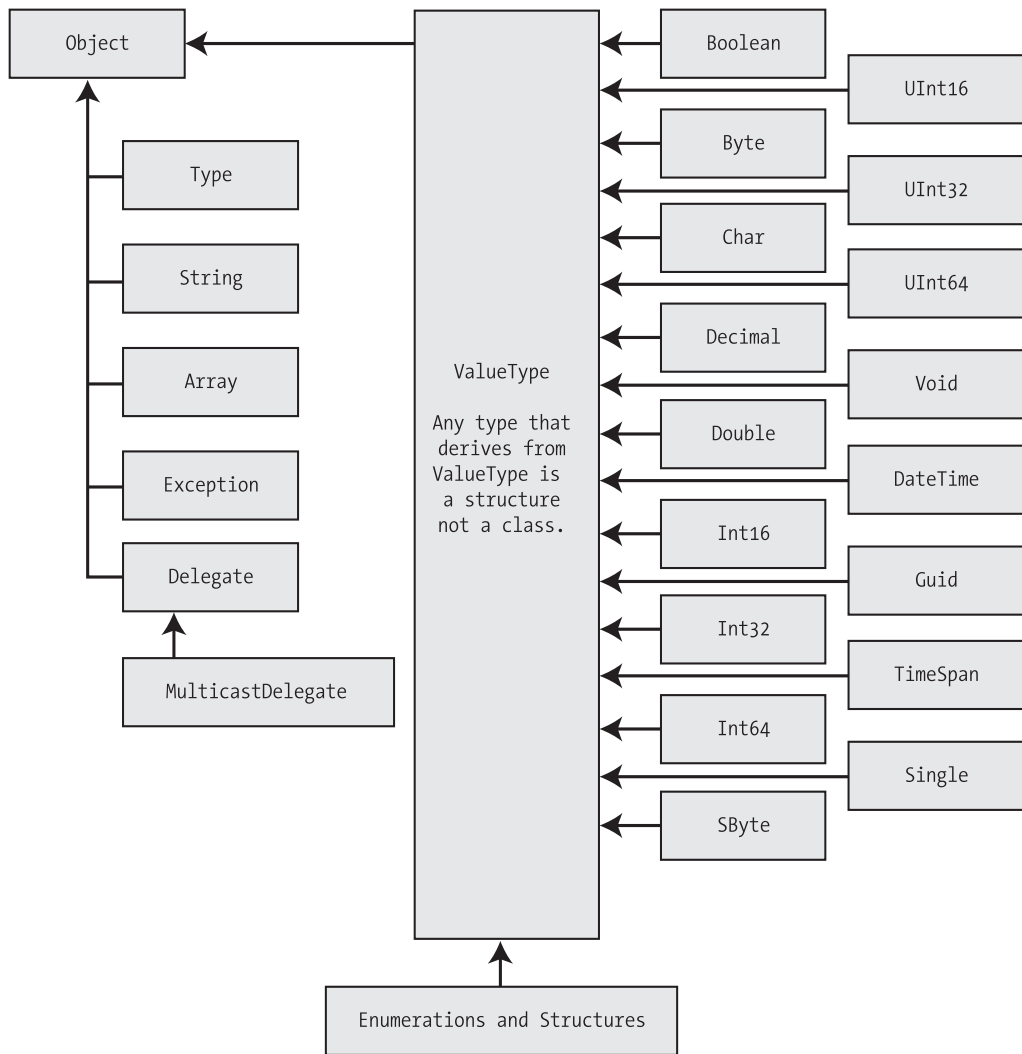 Object
Type
String
Array
Exception
Delegate
MulticastDelegate
ValueType
Any type that
derives from
ValueType is
a structure
not a class.
Boolean
UInt16
Byte
UInt32
Char
UInt64
Decimal
Void
Double
DateTime
Int16
Guid
Int32
TimeSpan
Int64
Single
SByte
Enumerations and Structures